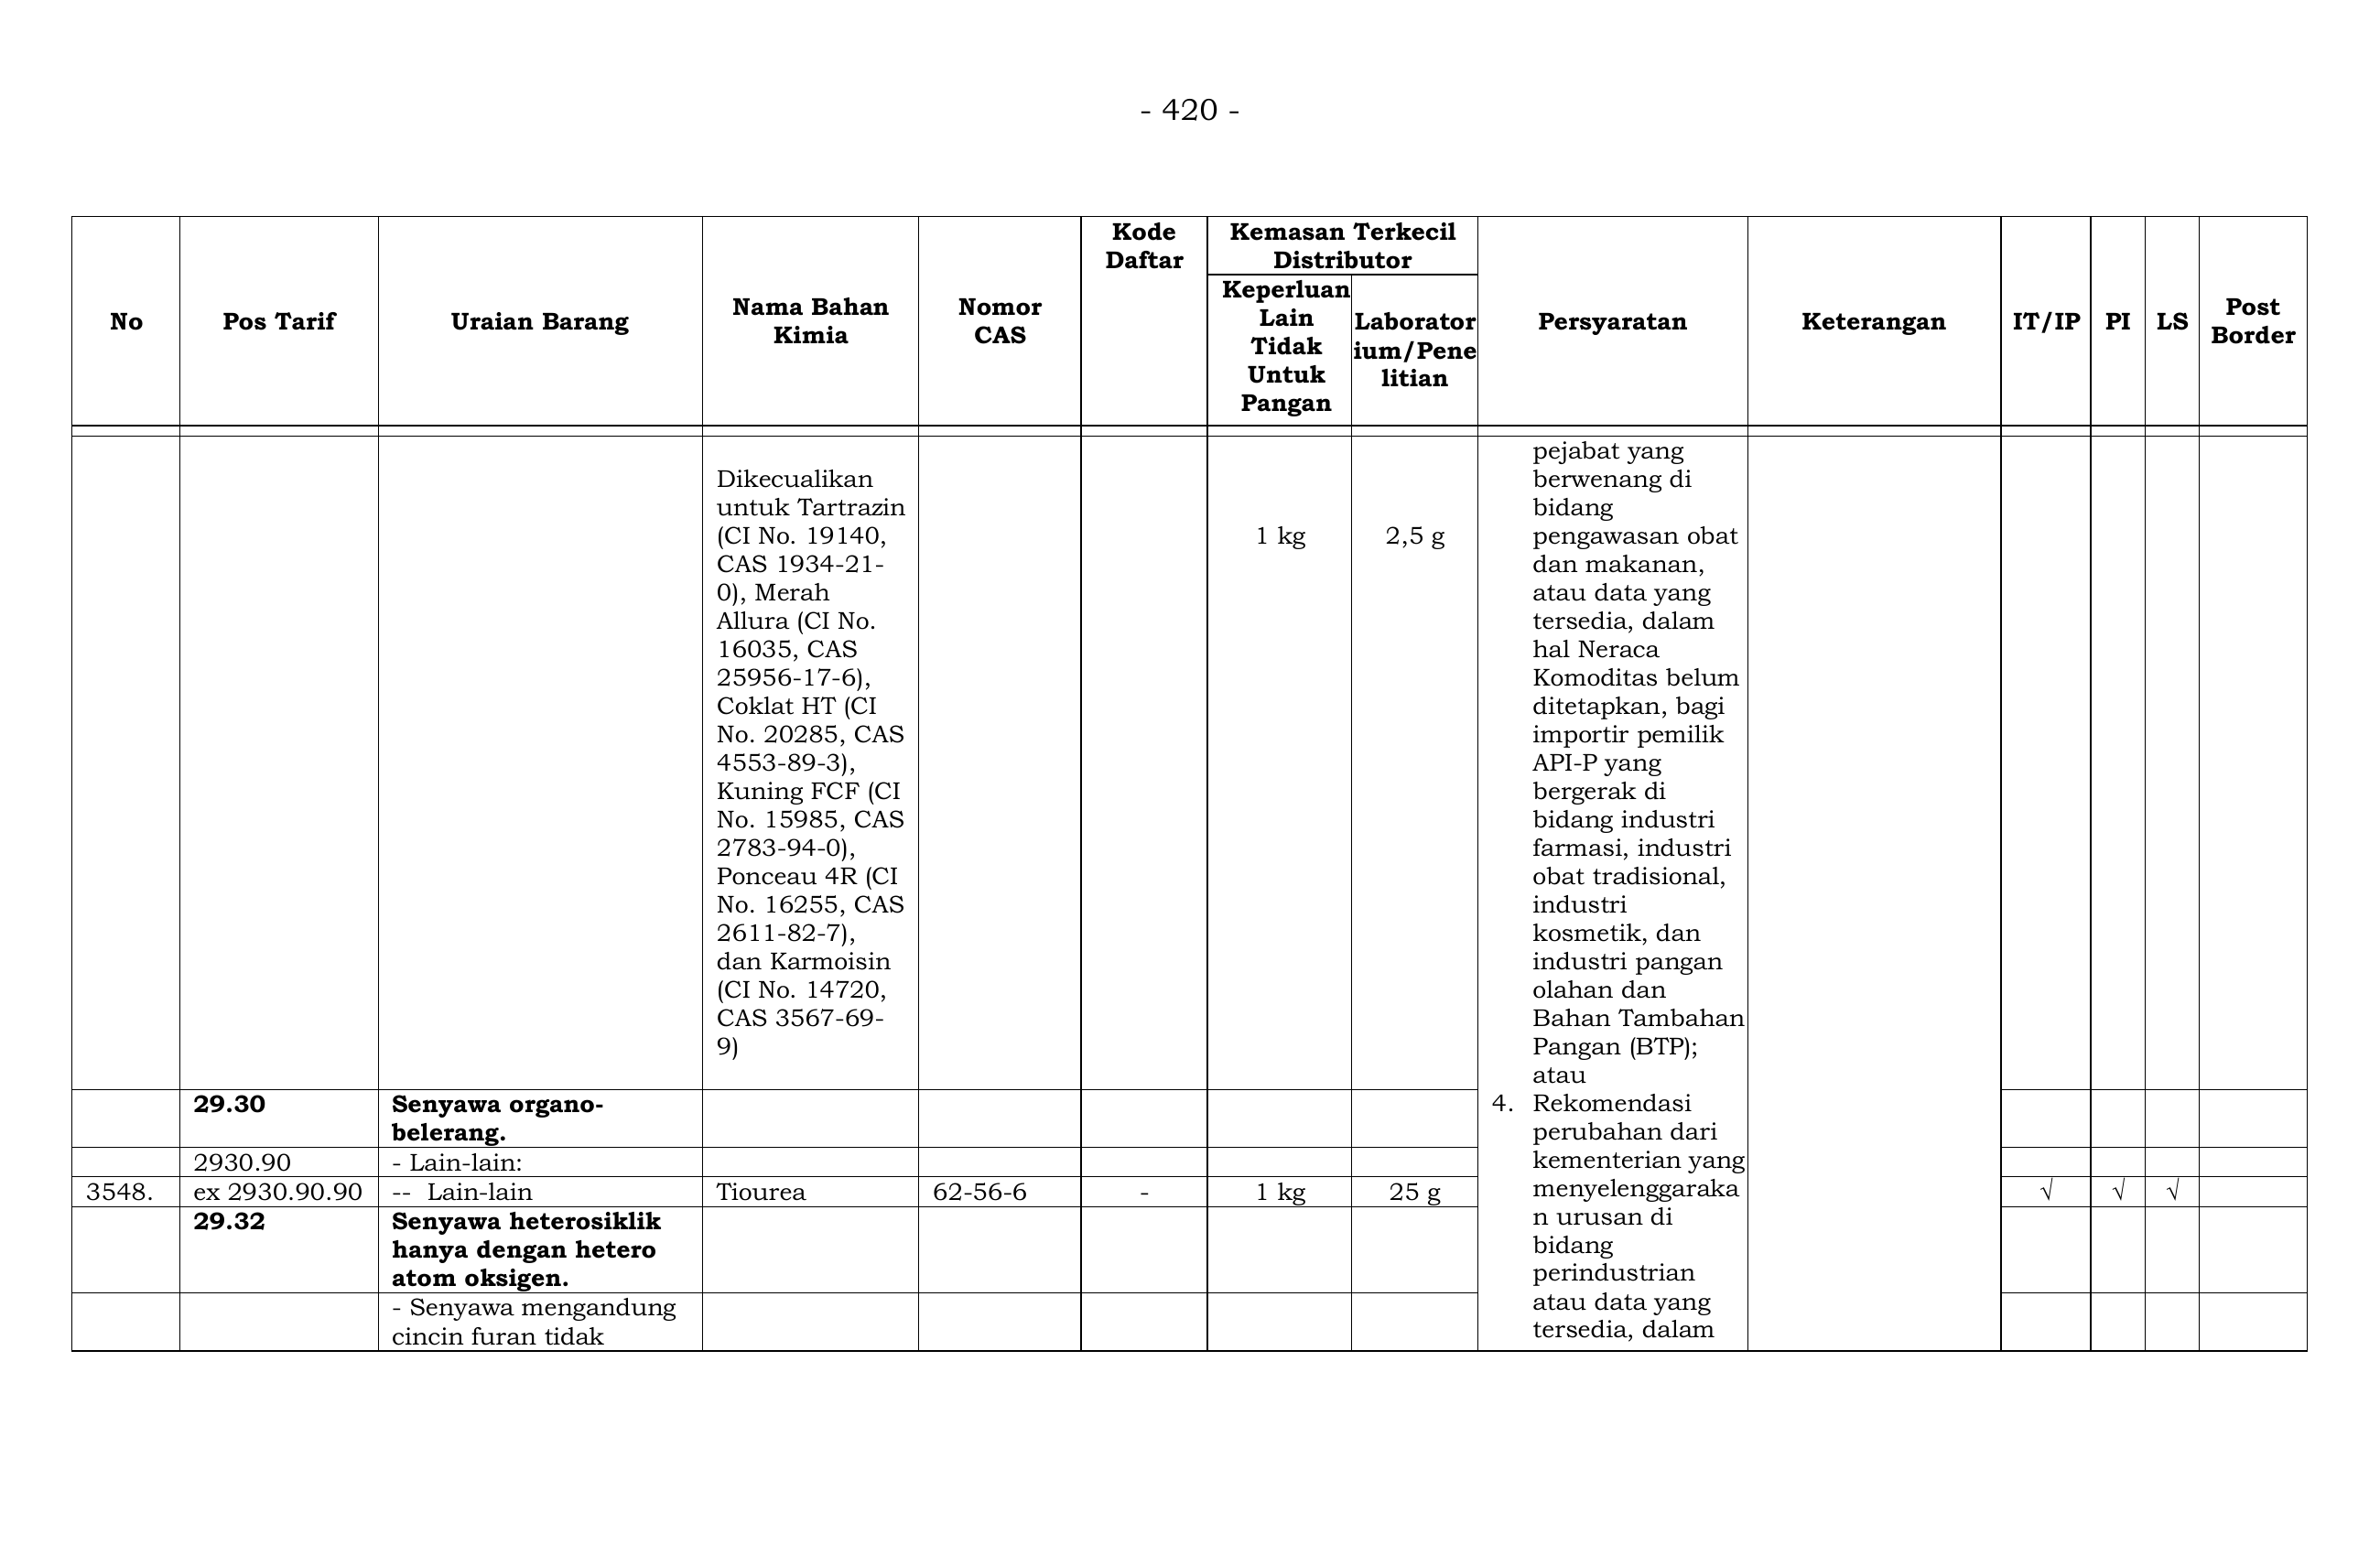 - 420 -
No
Pos Tarif
Uraian Barang
Nama Bahan
Kimia
Nomor
CAS
Kode
Daftar
Kemasan Terkecil
Distributor
Keperluan
Lain
Tidak
Untuk
Pangan
Laborator
ium/Pene
litian
Persyaratan
Keterangan
IT/IP
PI
LS
Post
Border
Dikecualikan
untuk Tartrazin
(CI No. 19140,
CAS 1934-21-
0), Merah
Allura (CI No.
16035, CAS
25956-17-6),
Coklat HT (CI
No. 20285, CAS
4553-89-3),
Kuning FCF (CI
No. 15985, CAS
2783-94-0),
Ponceau 4R (CI
No. 16255, CAS
2611-82-7),
dan Karmoisin
(CI No. 14720,
CAS 3567-69-
9)
1 kg
2,5 g
pejabat yang
berwenang di
bidang
pengawasan obat
dan makanan,
atau data yang
tersedia, dalam
hal Neraca
Komoditas belum
ditetapkan, bagi
importir pemilik
API-P yang
bergerak di
bidang industri
farmasi, industri
obat tradisional,
industri
kosmetik, dan
industri pangan
olahan dan
Bahan Tambahan
Pangan (BTP);
atau
4. Rekomendasi
perubahan dari
kementerian yang
menyelenggaraka
n urusan di
bidang
perindustrian
atau data yang
tersedia, dalam
29.30
Senyawa organo-
belerang.
2930.90
- Lain-lain:
3548.
ex 2930.90.90
-- Lain-lain
Tiourea
62-56-6
-
1 kg
25 g
√
√
√
29.32
Senyawa heterosiklik
hanya dengan hetero
atom oksigen.
- Senyawa mengandung
cincin furan tidak